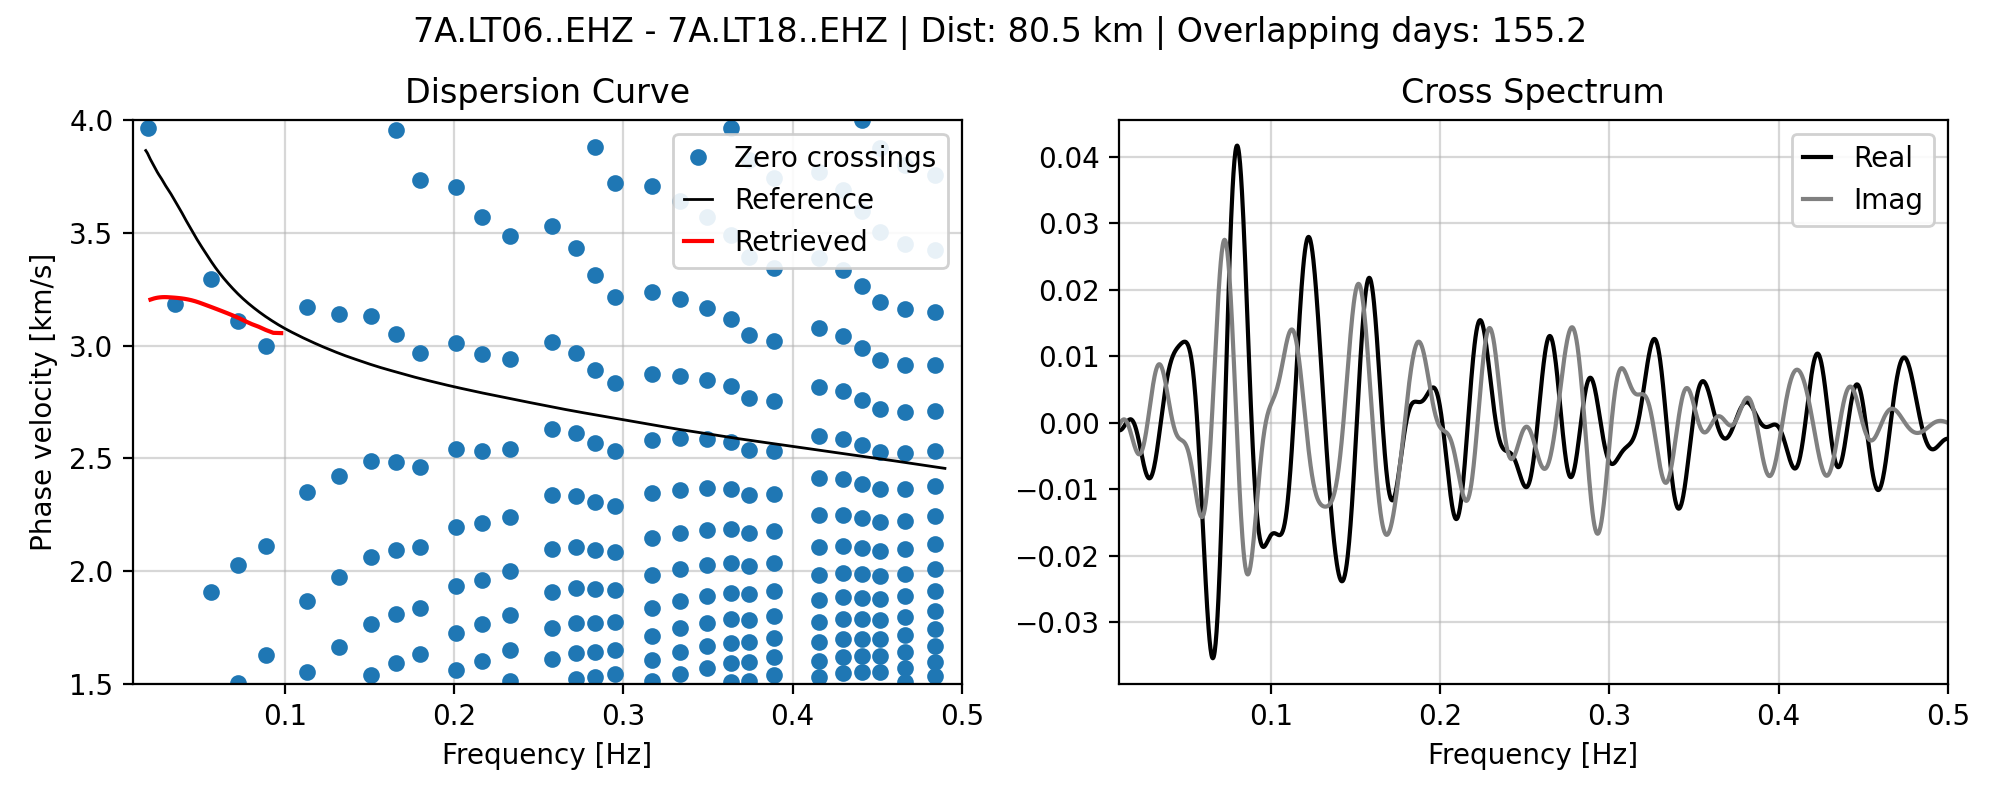 7A.LT06..EHZ - 7A.LT18..EHZ | Dist: 80.5 km | Overlapping days: 155.2
Dispersion Curve
4.0
3.5
3.0
2.5
2.0
1.5
Phase velocity [km/s]
0.1 0.2 0.3 0.4 0.5
Frequency [Hz]
Zero crossings
Reference
Retrieved
Cross Spectrum
0.04
0.03
0.02
0.01
0.00
−0.01
−0.02
−0.03
0.1 0.2 0.3 0.4 0.5
Frequency [Hz]
Real
Imag